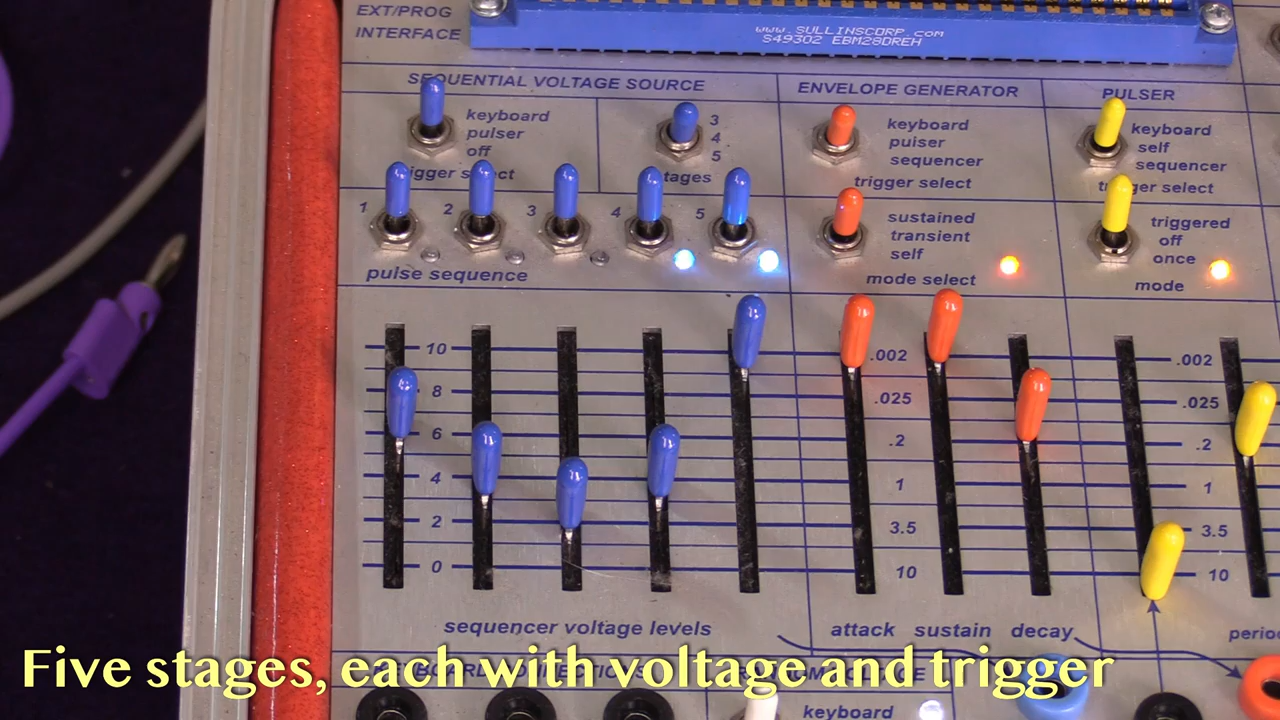 EXT/PROG
INTERFACE
www.SULLINSCORP.com
S49302 EBM28DREH
SEQUENTIAL VOLTAGE SOURCE
ENVELOPE GENERATOR
PULSER
keyboard
pulser
off
3
4
5
keyboard
pulser
sequencer
trigger select
keyboard
self
sequencer
1 2 3 4 5
pulse sequence
sustained
transient
self
mode select
triggered
off
once
mode
10
8
6
4
2
0
.002
.025
.2
1
3.5
10
.002
.025
.2
1
3.5
10
sequencer voltage levels
attack sustain decay
Five stages, each with voltage and trigger
keyboard